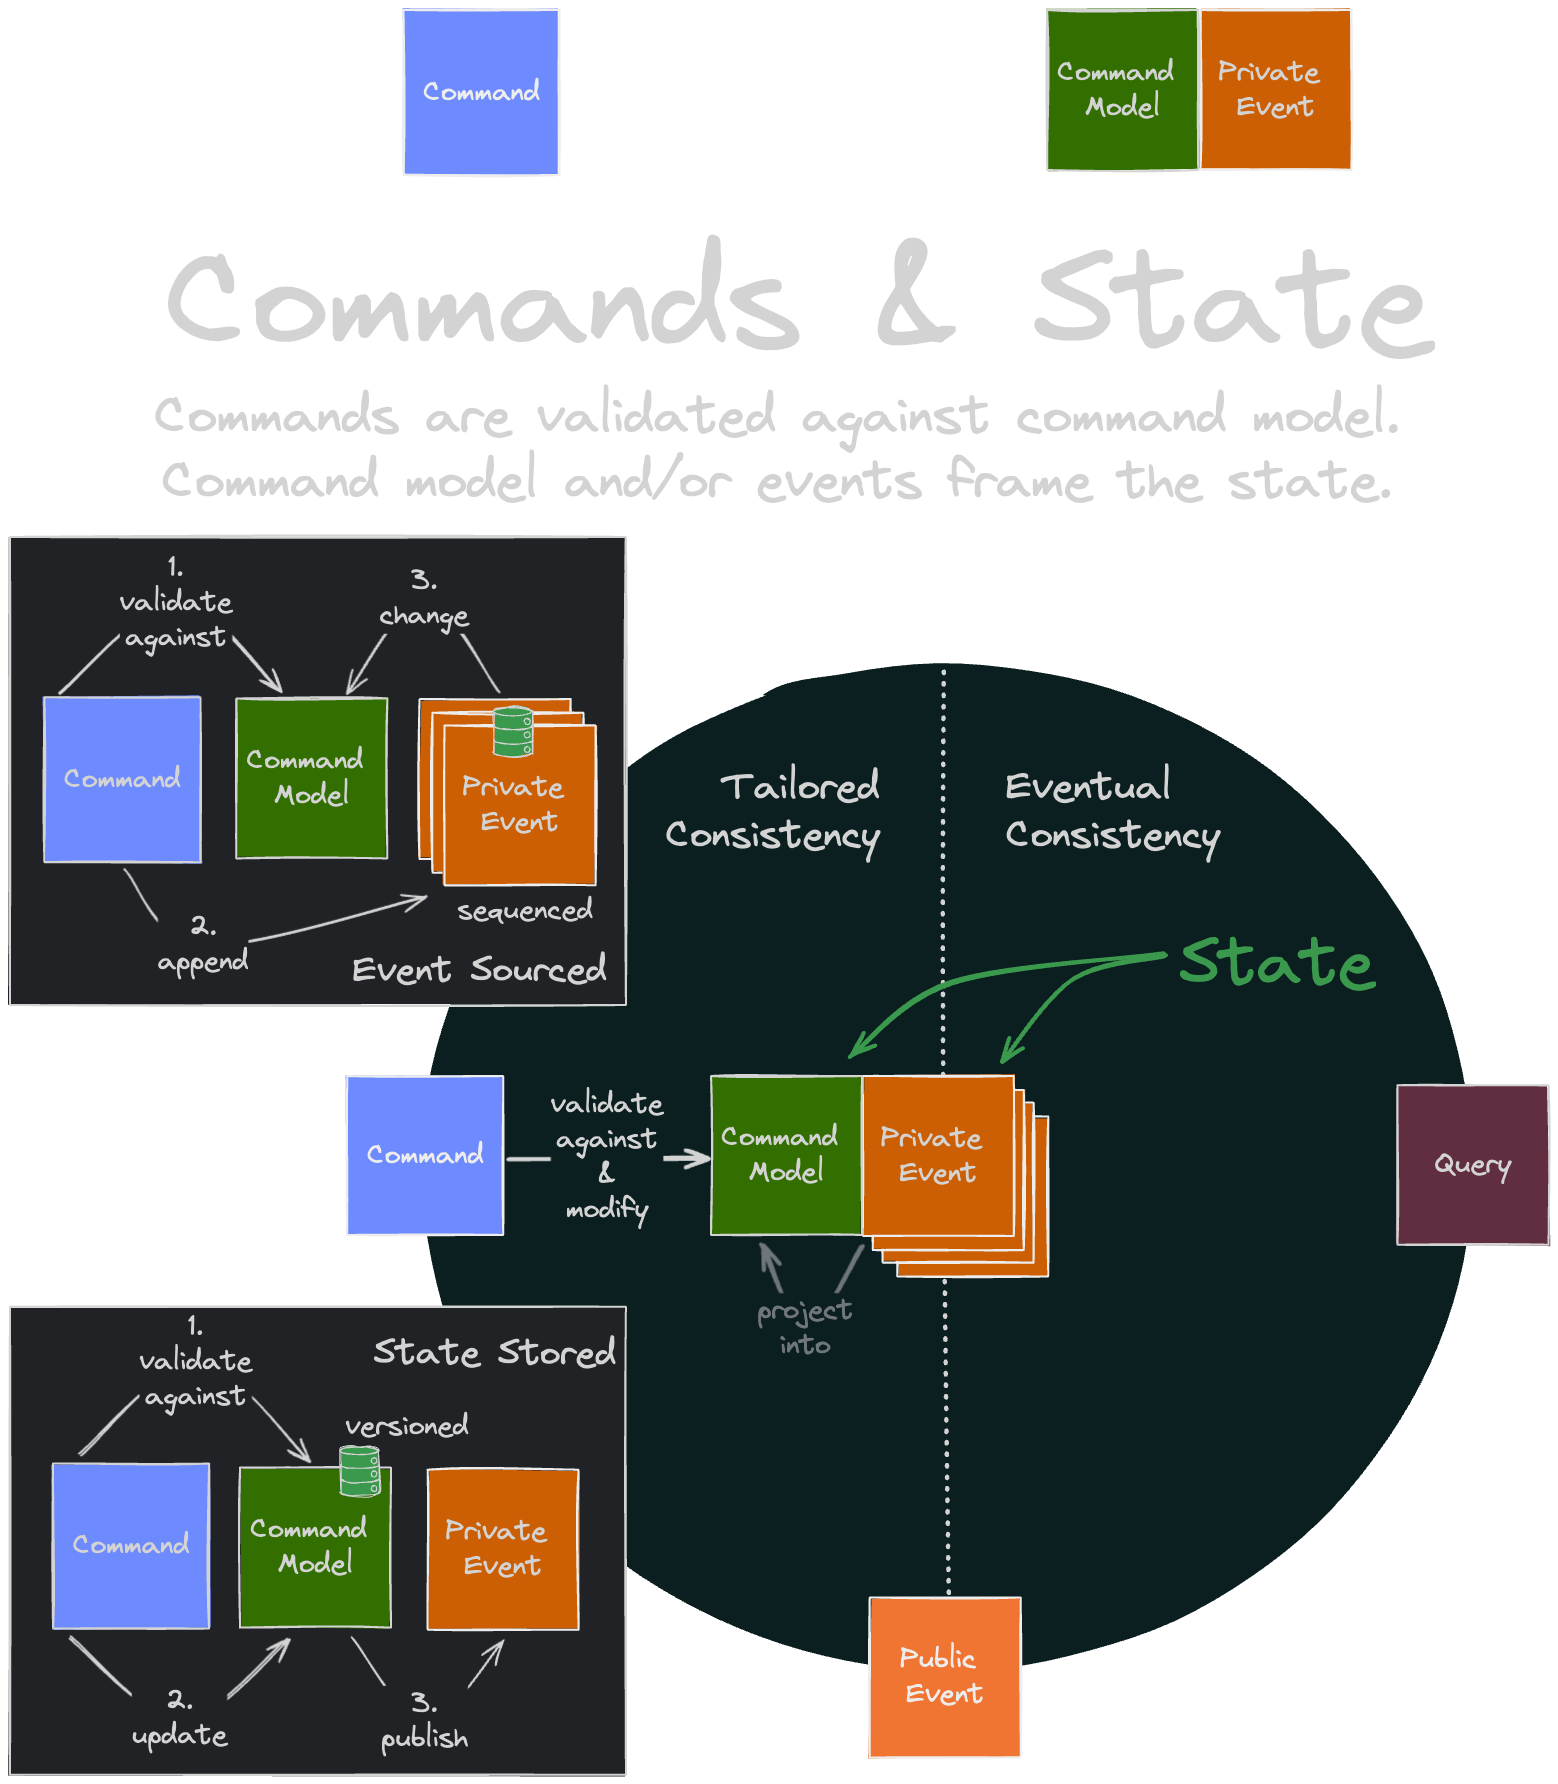 Command
Command
Model
Private
Event
Commands & State
Commands are validated against command model.
Command model and/or events frame the state.
1.
validate
against
3.
change
Command
Command
Model
Private
Event
sequenced
2.
append
Event Sourced
Tailored
Consistency
Eventual
Consistency
State
Command
validate
against
&
modify
Command
Model
Private
Event
project
into
Query
1.
validate
against
State Stored
versioned
Command
Command
Model
Private
Event
2.
update
3.
publish
Public
Event